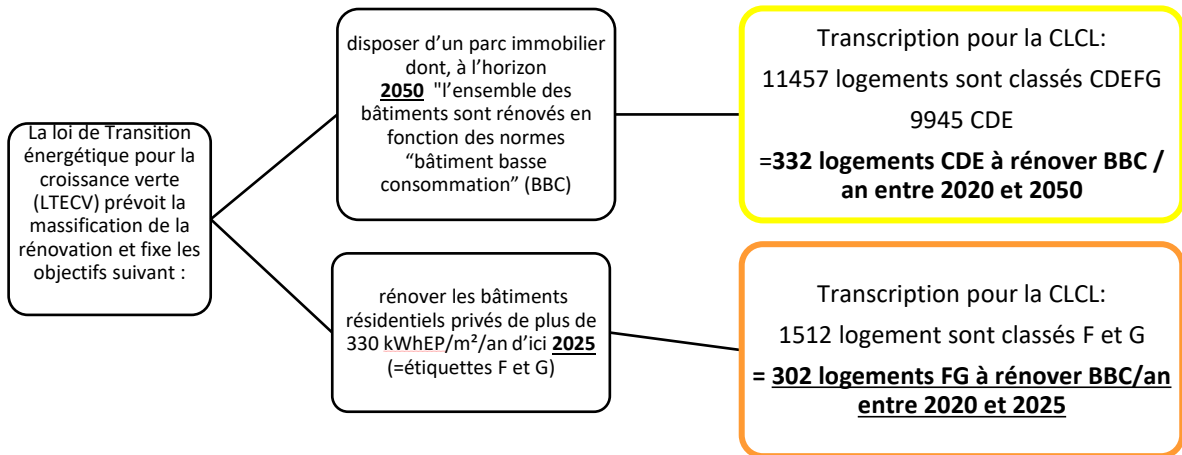 La loi de Transition
énergétique pour la
croissance verte
(LTECV) prévoit la
massification de la
rénovation et fixe les
objectifs suivant :
disposer d'un parc immobilier
dont, à l'horizon
2050 "l'ensemble des
bâtiments sont rénovés en
fonction des normes
“bâtiment basse
consommation” (BBC)
Transcription pour la CLCL:
11457 logements sont classés CDEFG
9945 CDE
=332 logements CDE à rénover BBC /
an entre 2020 et 2050
rénover les bâtiments
résidentiels privés de plus de
330 kWhEP/m²/an d'ici 2025
(=étiquettes F et G)
Transcription pour la CLCL:
1512 logement sont classés F et G
= 302 logements FG à rénover BBC/an
entre 2020 et 2025